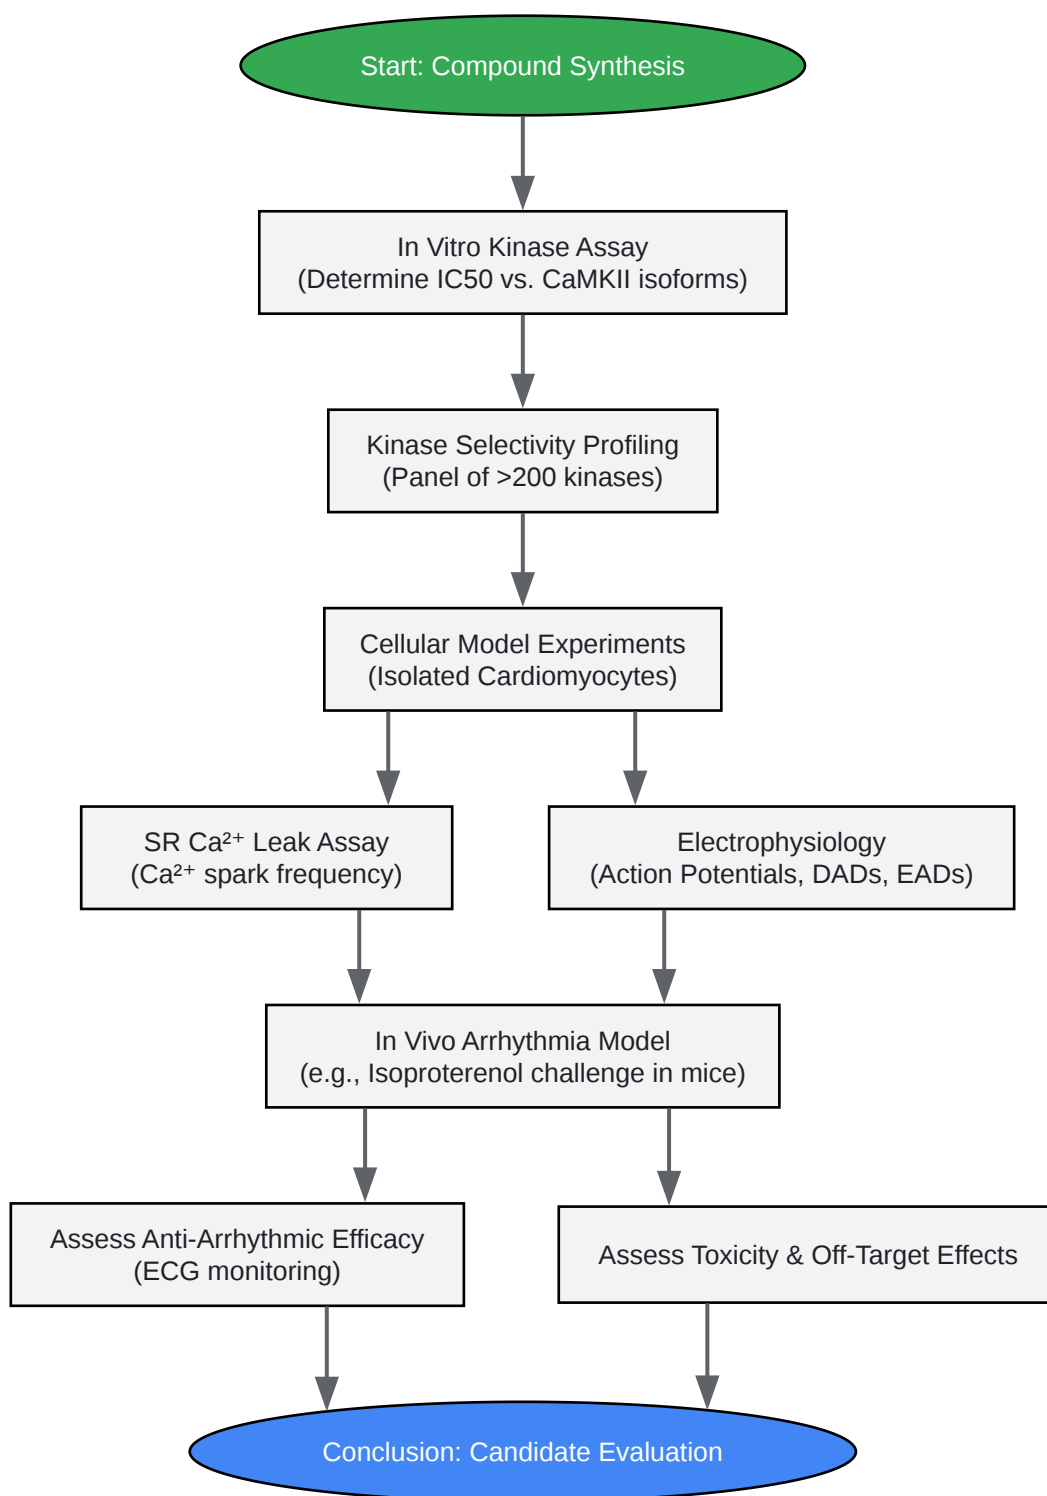 Start: Compound Synthesis
In Vitro Kinase Assay
(Determine IC50 vs. CaMKII isoforms)
Kinase Selectivity Profiling
(Panel of >200 kinases)
Cellular Model Experiments
(Isolated Cardiomyocytes)
SR Ca²⁺ Leak Assay
(Ca²⁺ spark frequency)
Electrophysiology
(Action Potentials, DADs, EADs)
In Vivo Arrhythmia Model
(e.g., Isoproterenol challenge in mice)
Assess Anti-Arrhythmic Efficacy
(ECG monitoring)
Assess Toxicity & Off-Target Effects
Conclusion: Candidate Evaluation